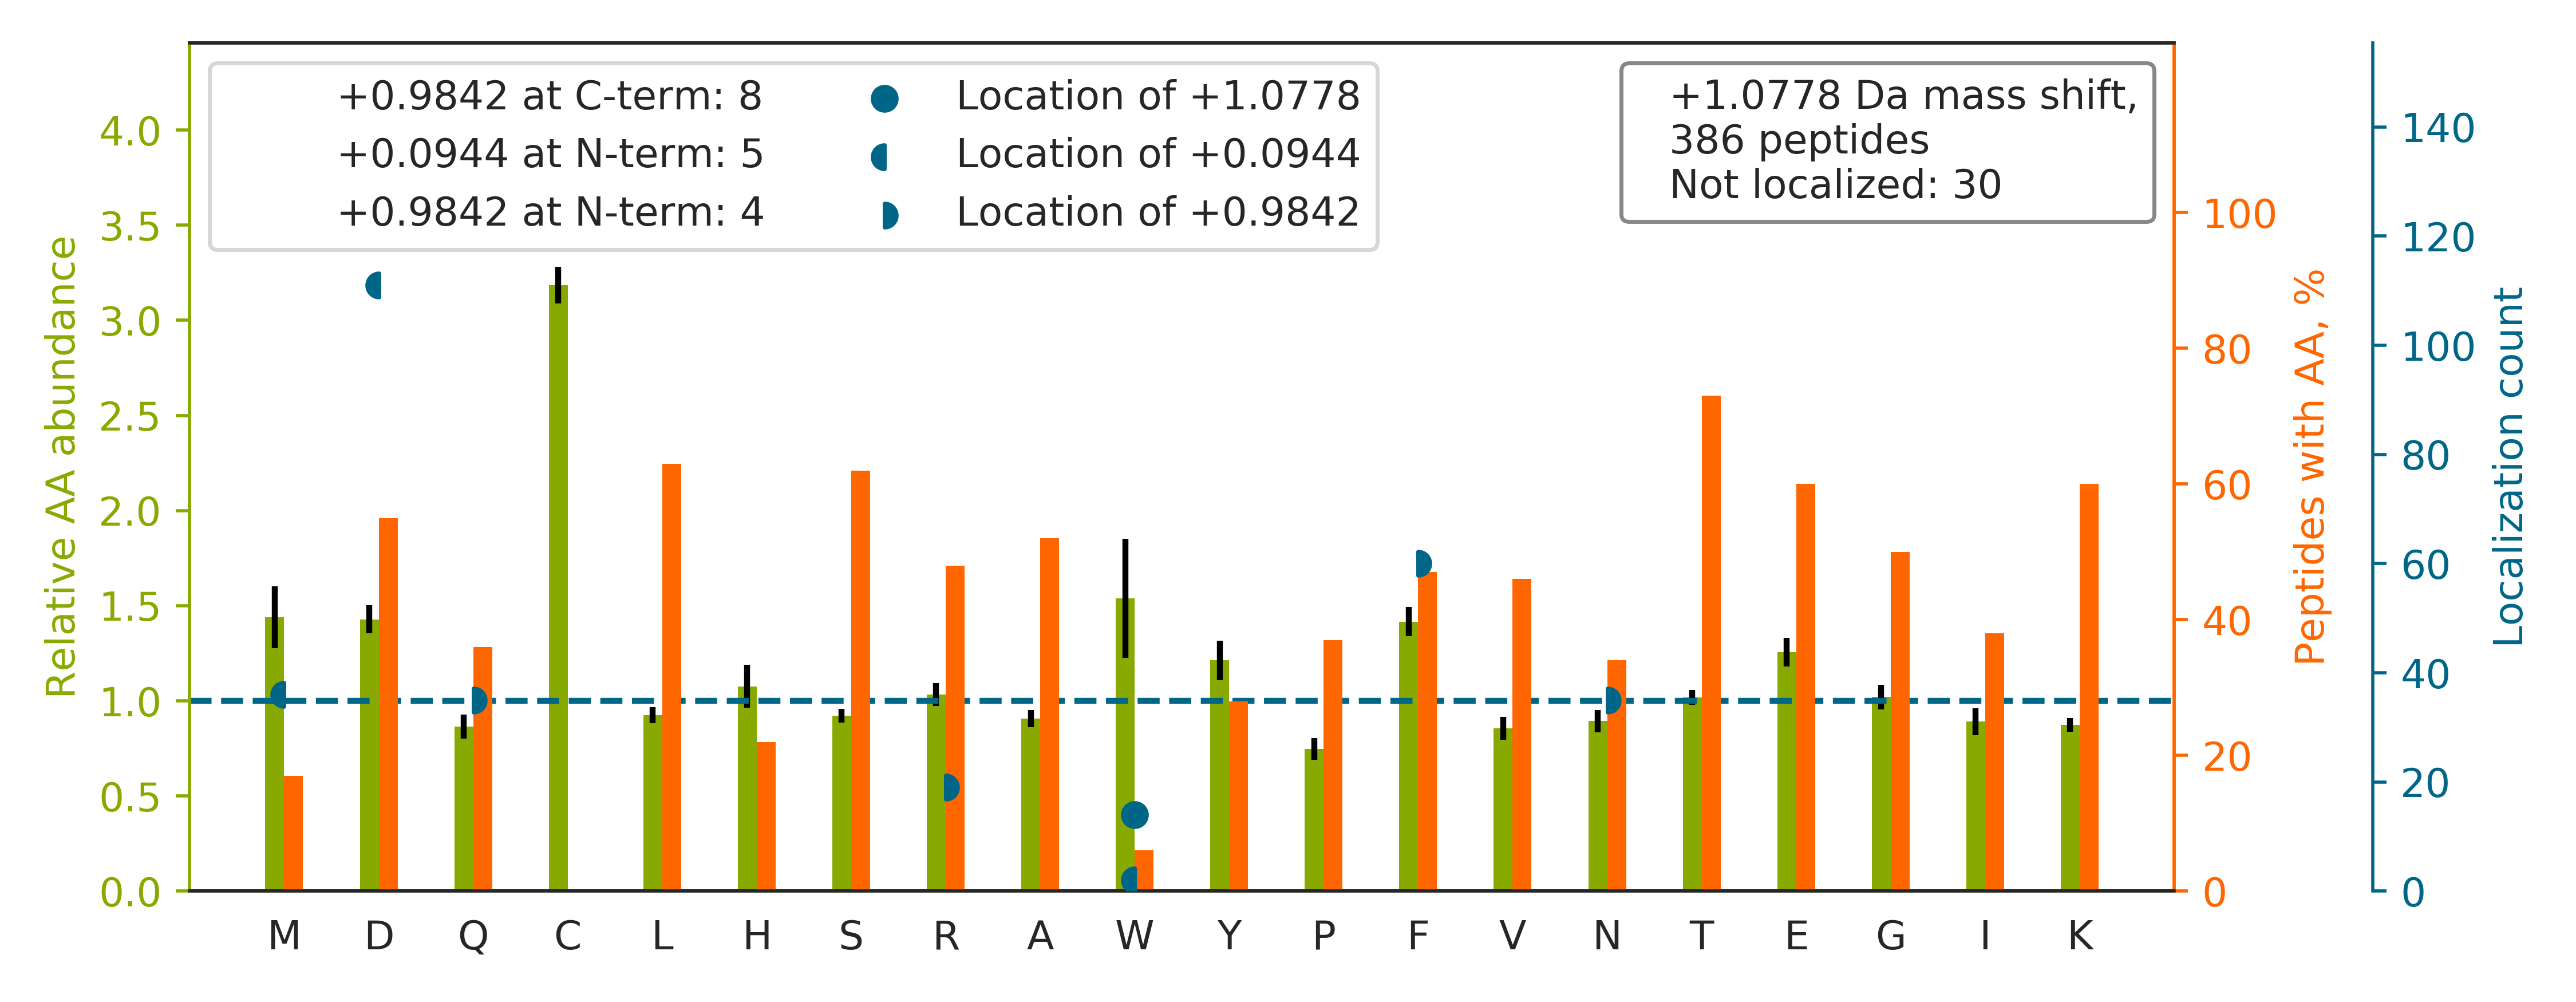 +0.9842 at C-term: 8
+0.0944 at N-term: 5
+0.9842 at N-term: 4
Location of +1.0778
Location of +0.0944
Location of +0.9842
+1.0778 Da mass shift,
386 peptides
Not localized: 30
Relative AA abundance
4.0
3.5
3.0
2.5
2.0
1.5
1.0
0.5
0.0
M D Q C L H S R A W Y P F V N T E G I K
100
80
60
40
20
0
Peptides with AA, %
140
120
100
80
60
40
20
0
Localization count